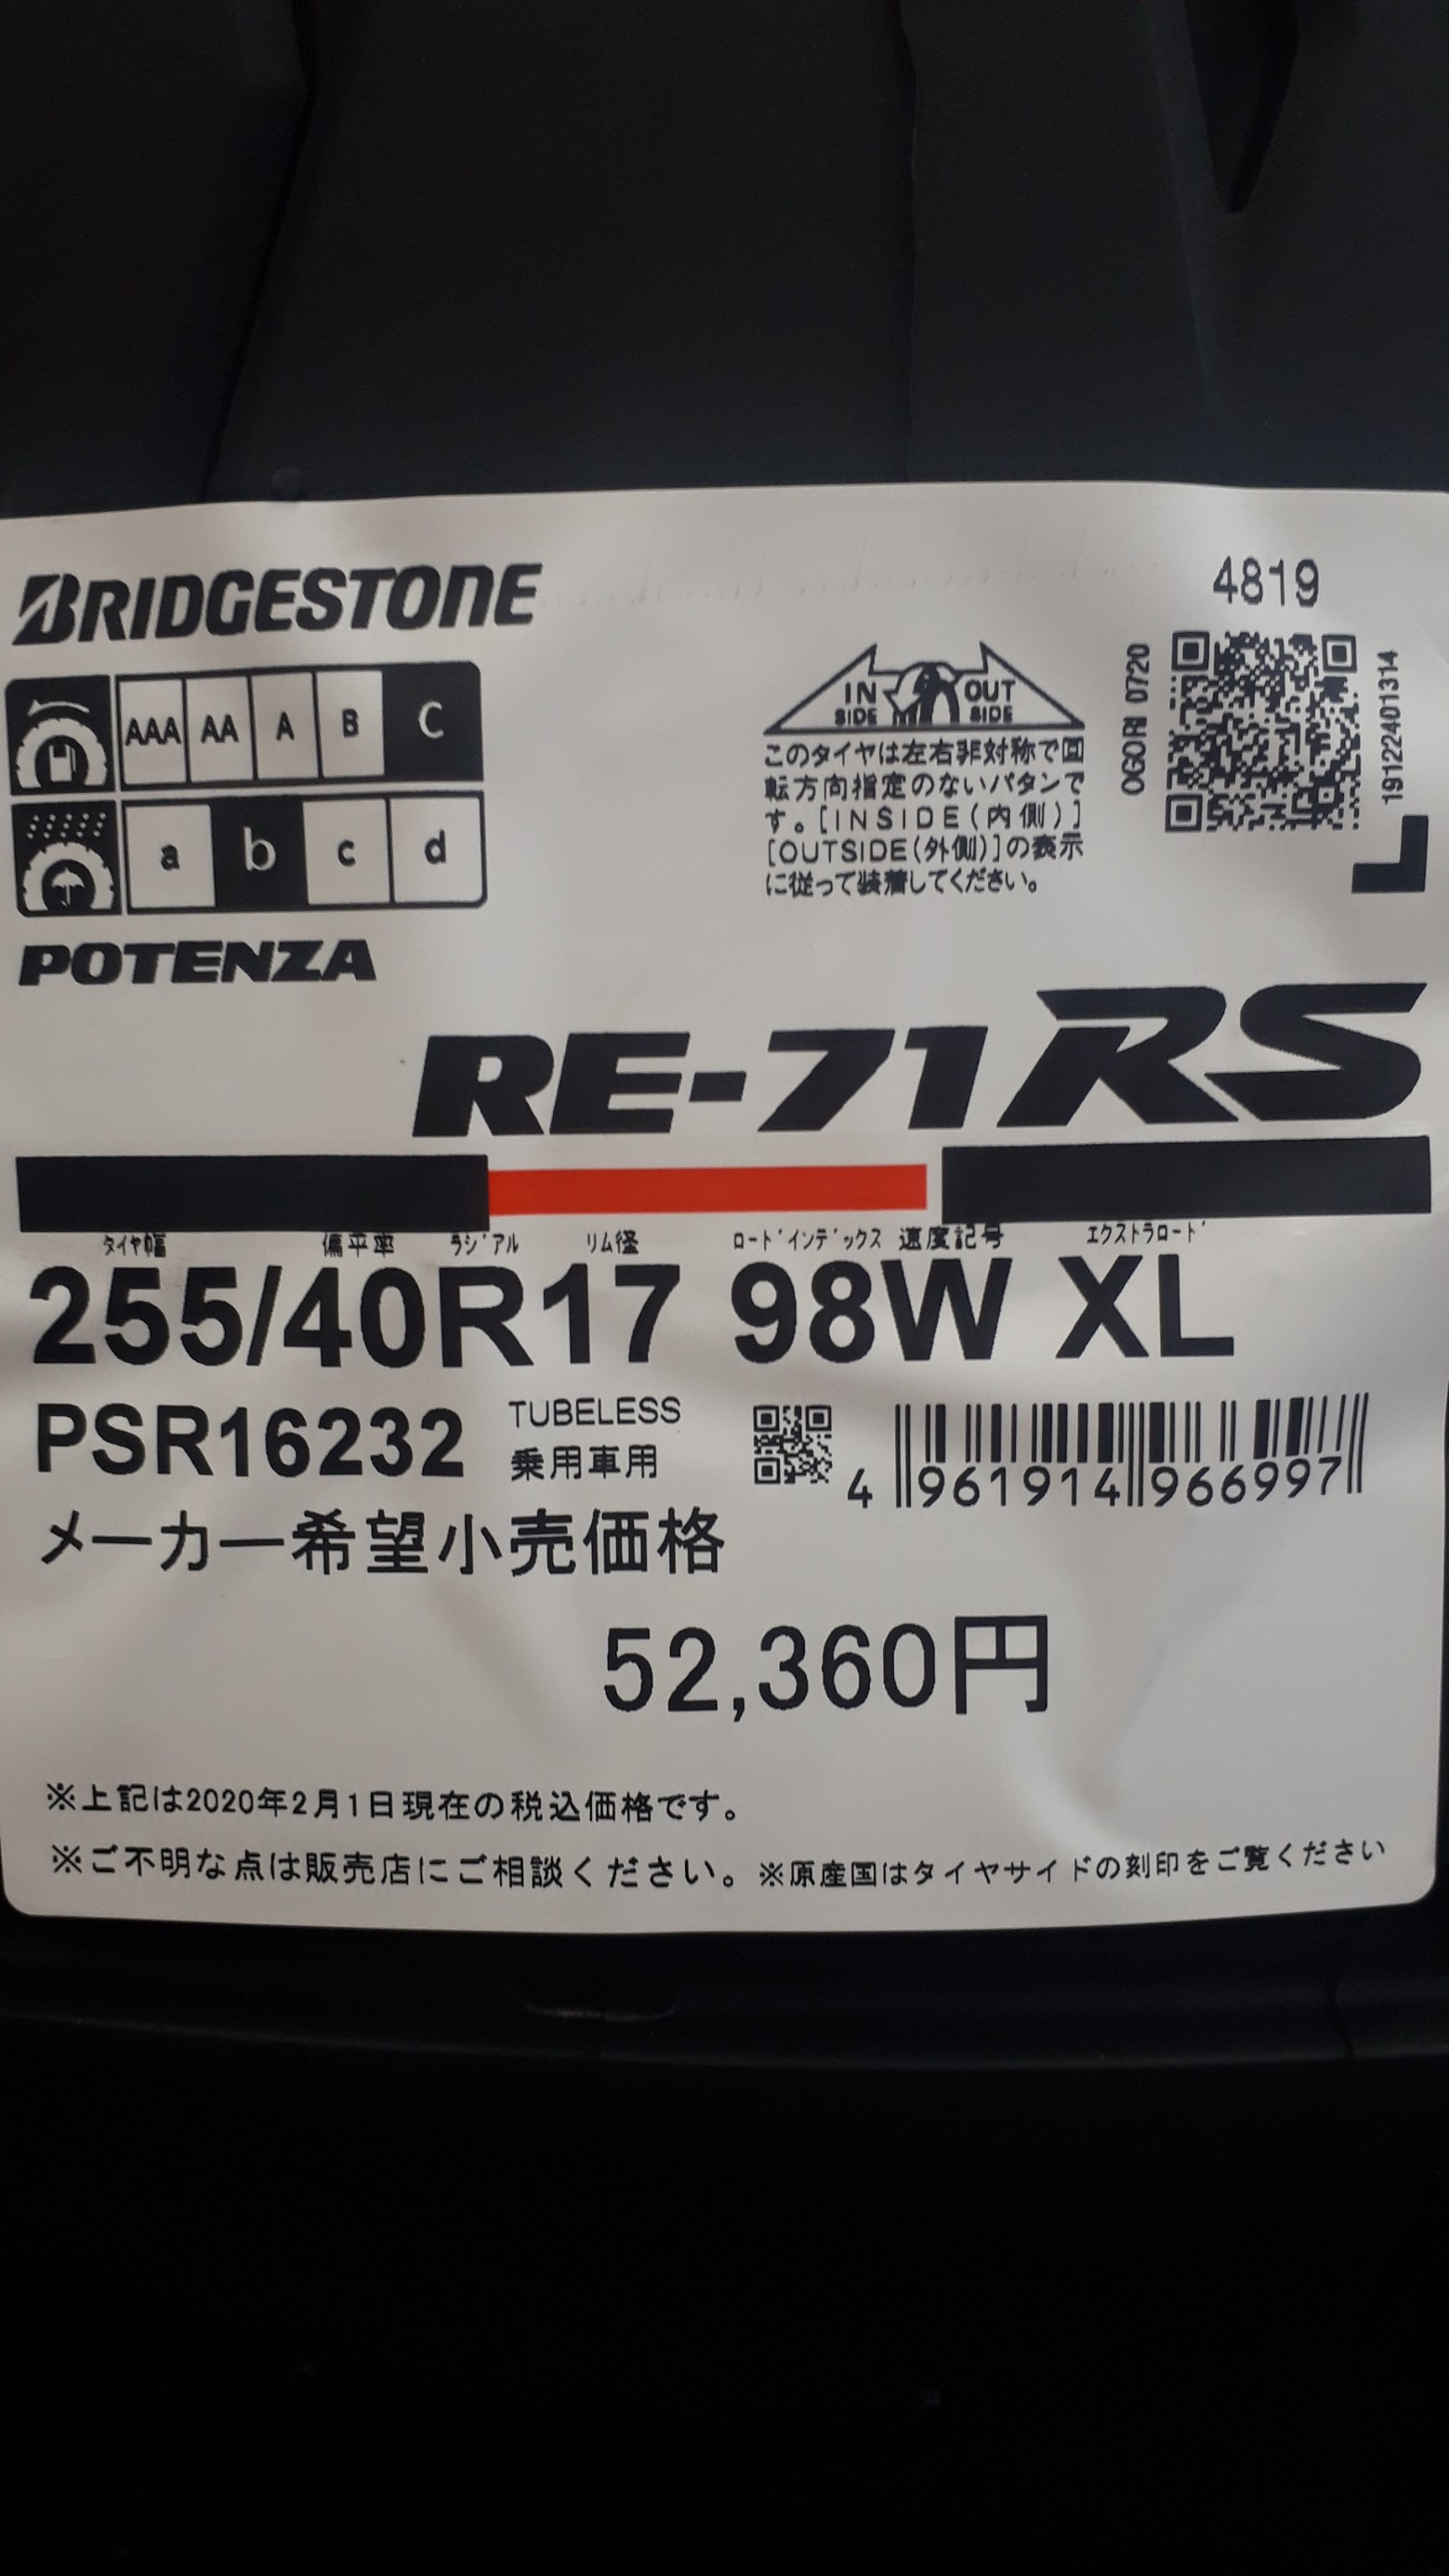 BRIDGESTONE
4819
AAA AA A B C
a b c d
IN SIDE OUT SIDE
このタイヤは左右非対称で回
転方向指定のないパタンで
す。[INSIDE(内側)]
[OUTSIDE(外側)]の表示
に従って装着してください。
OGORI 0720
19122401314
L
POTENZA
RE-71RS
タイヤ幅 偏平率 ラジアル リム径 ロードインデックス 速度記号 エクストラロード
255/40R17 98W XL
PSR16232
TUBELESS
乗用車用
4 961914 966997
メーカー希望小売価格
52,360円
※上記は2020年2月1日現在の税込価格です。
※ご不明な点は販売店にご相談ください。※原産国はタイヤサイドの刻印をご覧ください